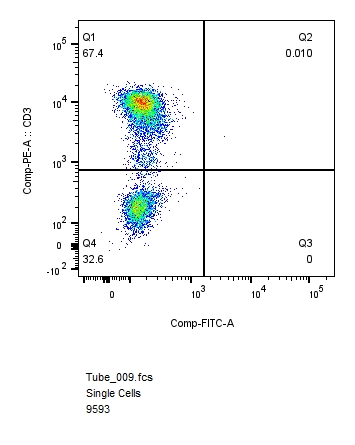 Q1
67.4
Q2
0.010
10^5
10^4
10^3
10^2
0
-10^2
Comp-PE-A :: CD3
Q4
32.6
Q3
0
0
10^3
10^4
10^5
Comp-FITC-A
Tube_009.fcs
Single Cells
9593